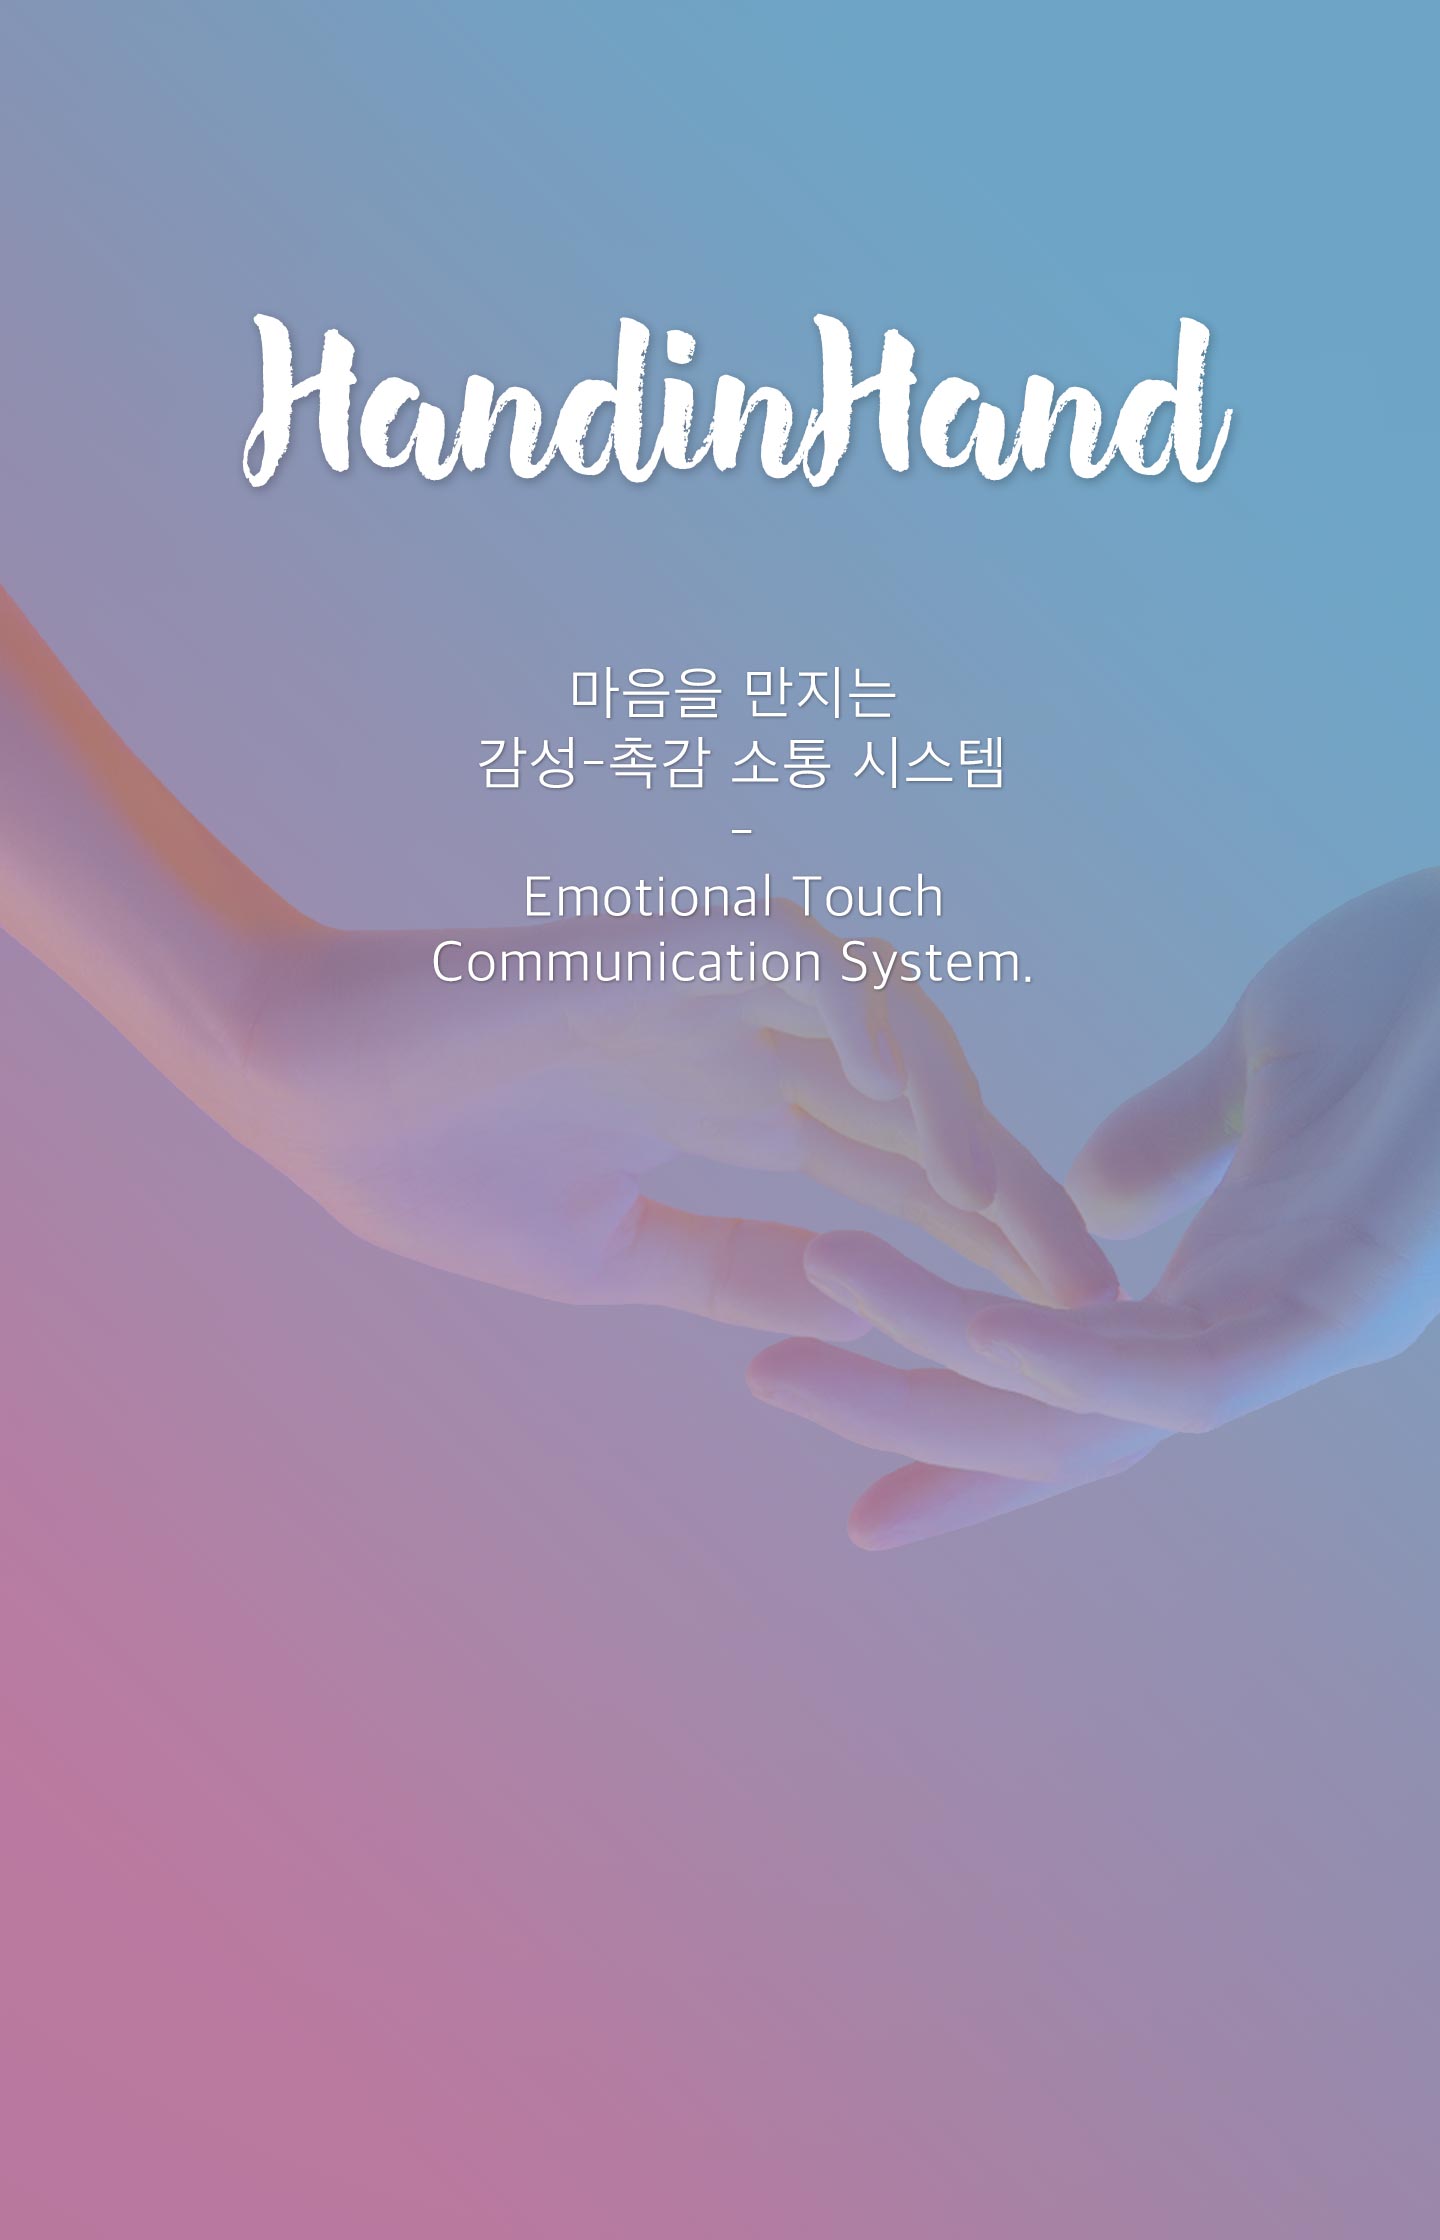 HandinHand
마음을 만지는
감성-촉감 소통 시스템
-
Emotional Touch
Communication System.